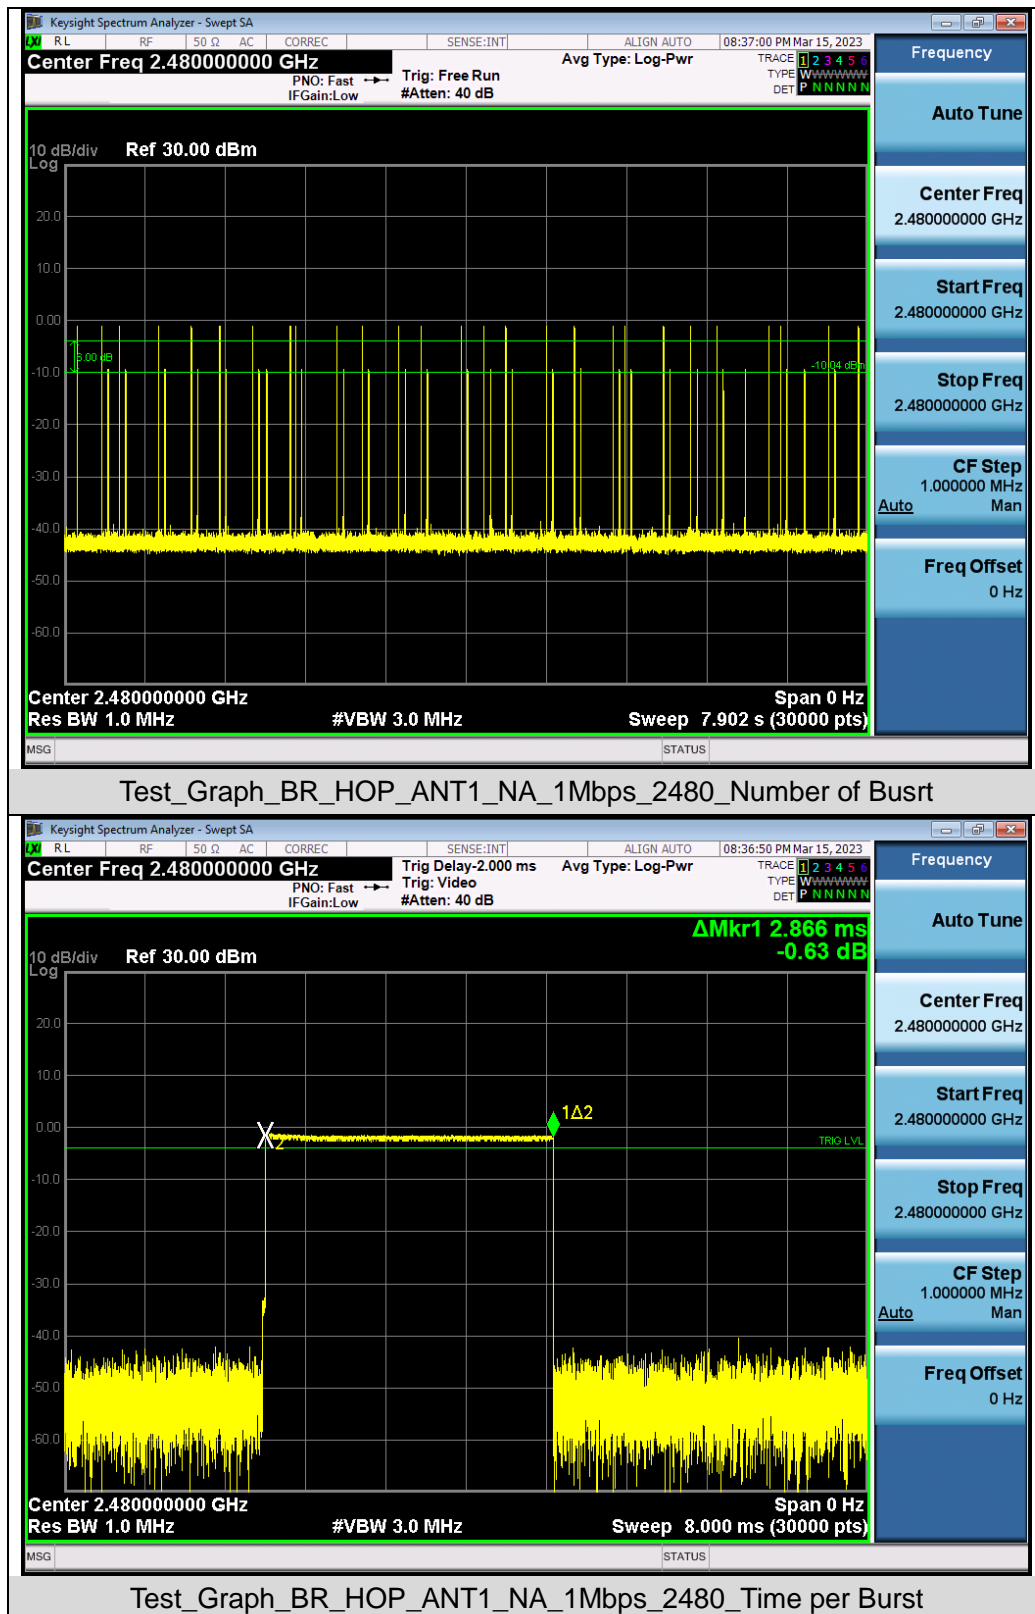 Keysight Spectrum Analyzer - Swept SA
LXI RL RF 50 Ω AC CORREC SENSE:INT ALIGN AUTO 08:37:00 PM Mar 15, 2023
Center Freq 2.480000000 GHz
Avg Type: Log-Pwr
TRACE 1 2 3 4 5 6
PNO: Fast
Trig: Free Run
TYPE WWWWWW
IFGain:Low
#Atten: 40 dB
DET P N N N N N
Frequency
Auto Tune
Center Freq
2.480000000 GHz
Start Freq
2.480000000 GHz
Stop Freq
2.480000000 GHz
CF Step
1.000000 MHz
Auto Man
Freq Offset
0 Hz
10 dB/div Ref 30.00 dBm
Log
20.0
10.0
0.00
6.00 dB
-10.04 dBm
-10.0
-20.0
-30.0
-40.0
-50.0
-60.0
Center 2.480000000 GHz Span 0 Hz
Res BW 1.0 MHz #VBW 3.0 MHz Sweep 7.902 s (30000 pts)
MSG STATUS
Test_Graph_BR_HOP_ANT1_NA_1Mbps_2480_Number of Busrt
Keysight Spectrum Analyzer - Swept SA
LXI RL RF 50 Ω AC CORREC SENSE:INT ALIGN AUTO 08:36:50 PM Mar 15, 2023
Center Freq 2.480000000 GHz
Trig Delay-2.000 ms
Avg Type: Log-Pwr
TRACE 1 2 3 4 5 6
PNO: Fast
Trig: Video
TYPE WWWWWW
IFGain:Low
#Atten: 40 dB
DET P N N N N N
Frequency
Auto Tune
Center Freq
2.480000000 GHz
Start Freq
2.480000000 GHz
Stop Freq
2.480000000 GHz
CF Step
1.000000 MHz
Auto Man
Freq Offset
0 Hz
ΔMkr1 2.866 ms
-0.63 dB
10 dB/div Ref 30.00 dBm
Log
20.0
10.0
0.00
1Δ2
2
TRIG LVL
-10.0
-20.0
-30.0
-40.0
-50.0
-60.0
Center 2.480000000 GHz Span 0 Hz
Res BW 1.0 MHz #VBW 3.0 MHz Sweep 8.000 ms (30000 pts)
MSG STATUS
Test_Graph_BR_HOP_ANT1_NA_1Mbps_2480_Time per Burst